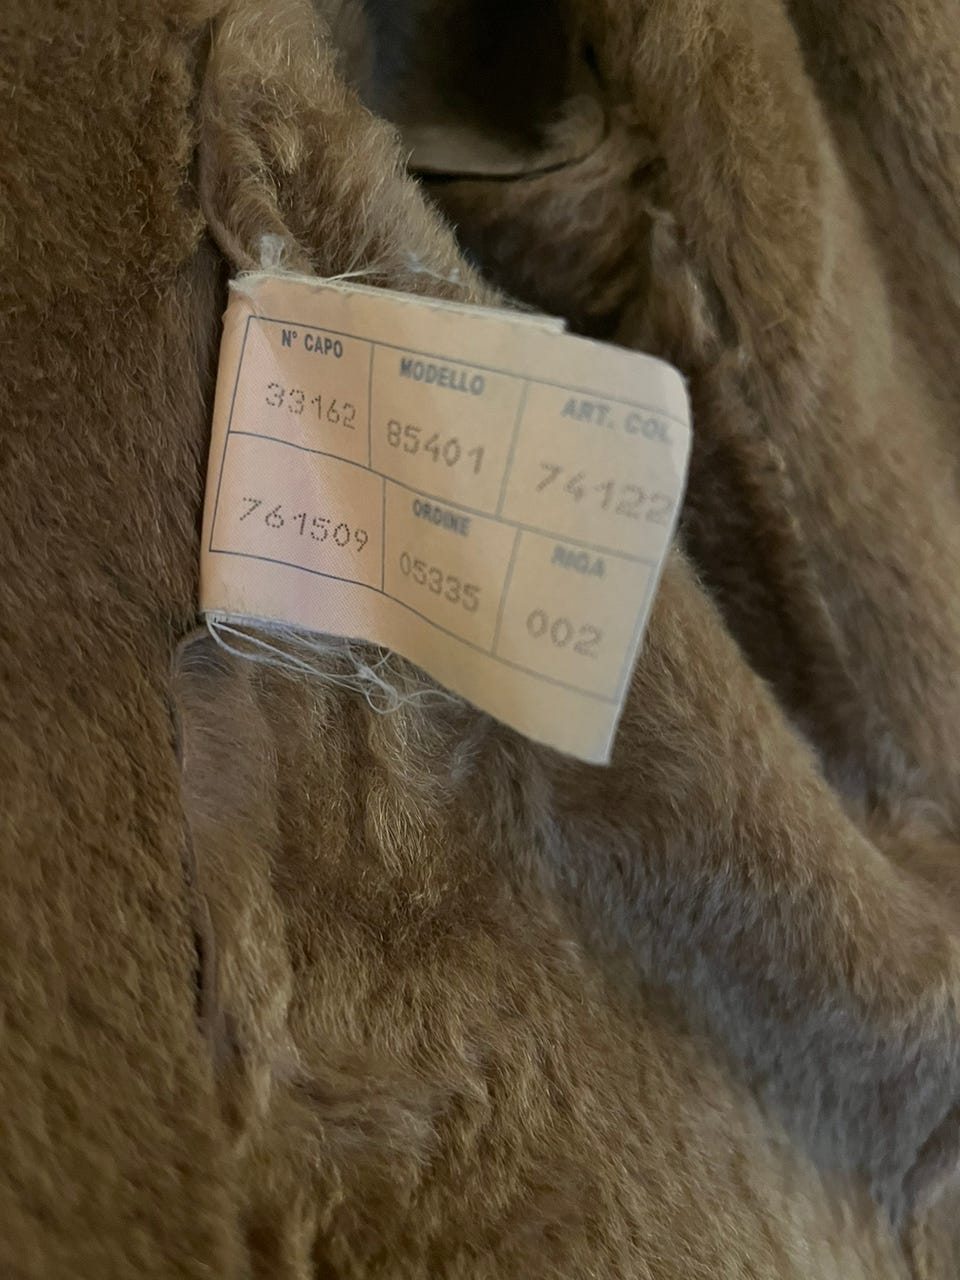 N° CAPO MODELLO ART. COL
33162 85401 74122
ORDINE RIGA
761509 05335 002